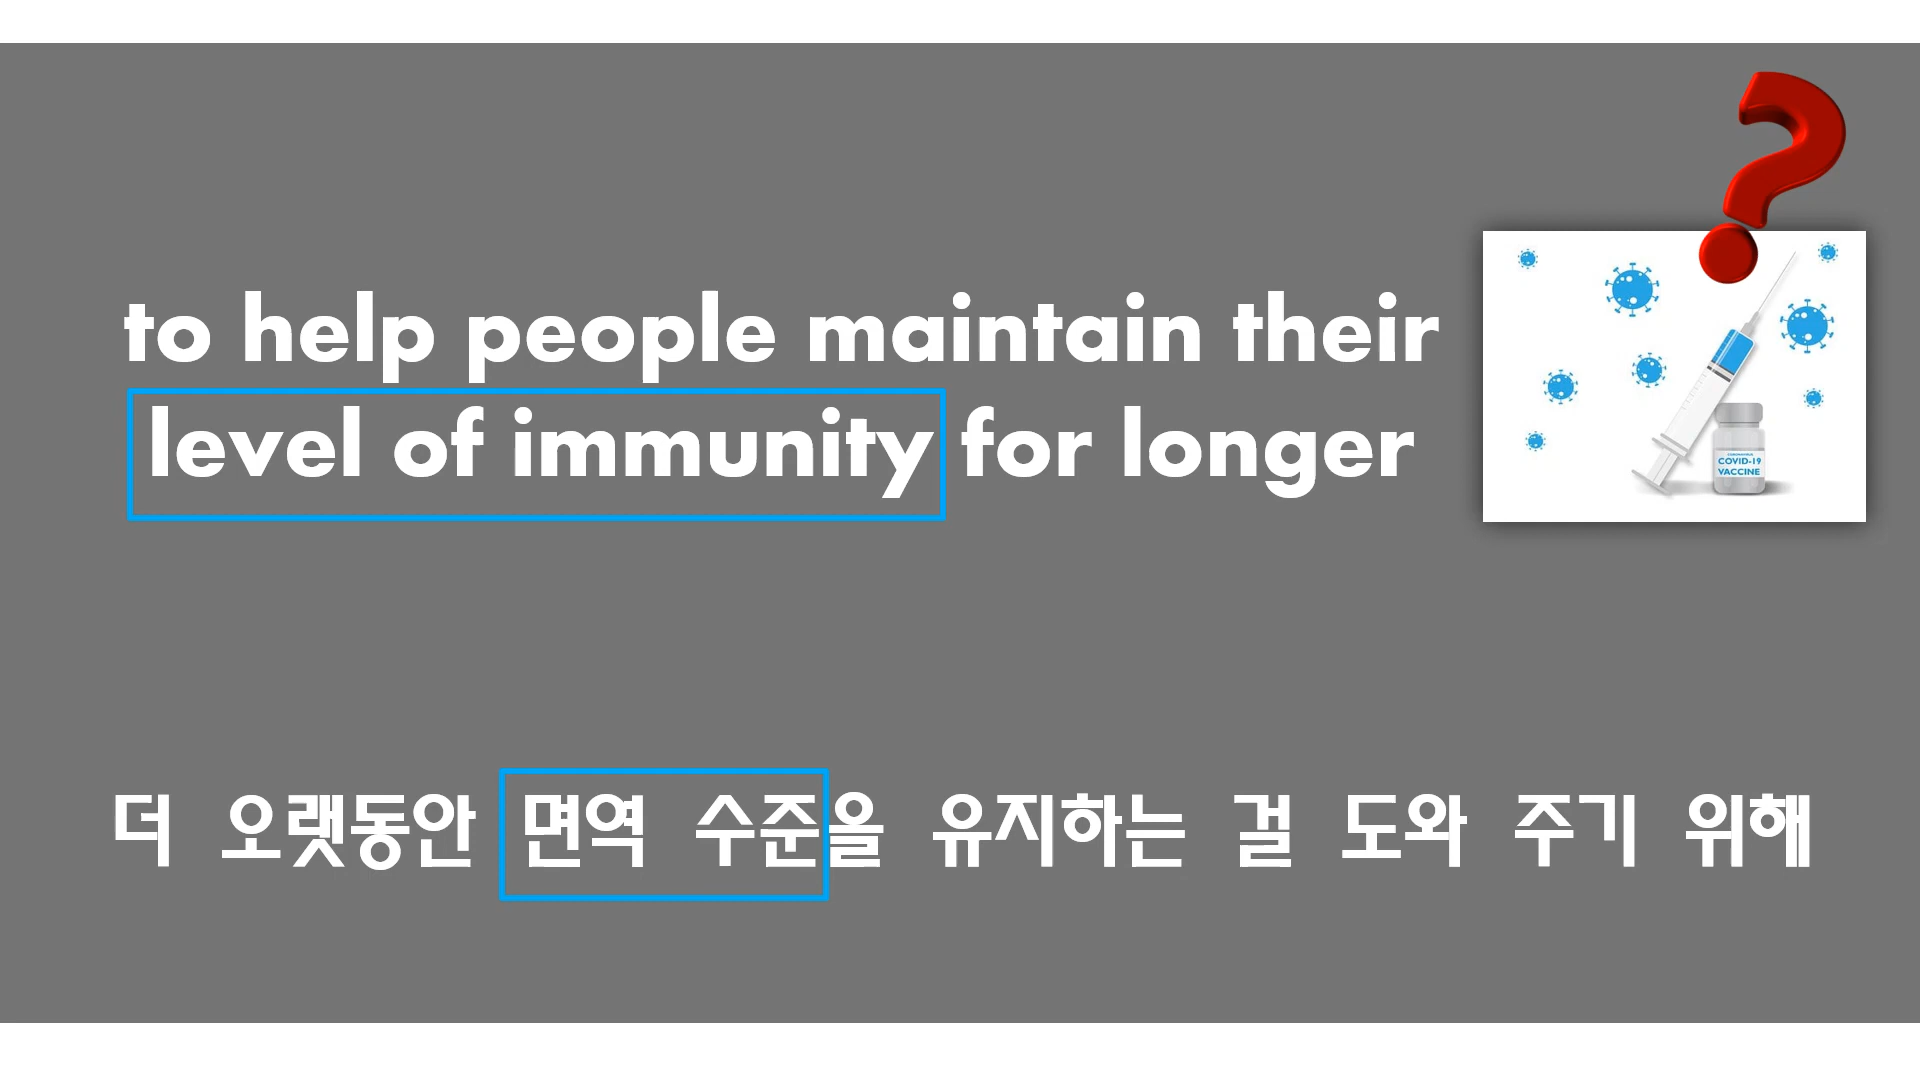 to help people maintain their
level of immunity for longer
COVID-19
VACCINE
더 오랫동안 면역 수준을 유지하는 걸 도와 주기 위해